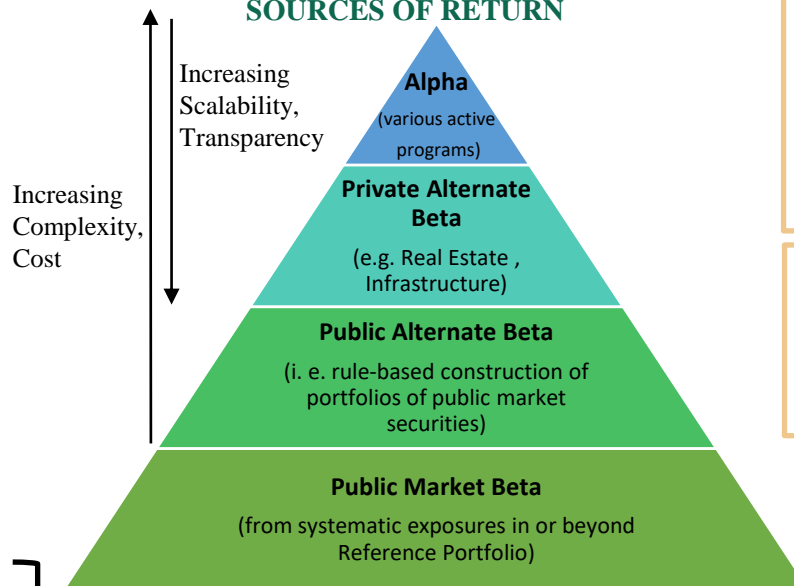 SOURCES OF RETURN
Increasing
Scalability,
Transparency
Increasing
Complexity,
Cost
Alpha
(various active
programs)
Private Alternate
Beta
(e.g. Real Estate ,
Infrastructure)
Public Alternate Beta
(i. e. rule-based construction of
portfolios of public market
securities)
Public Market Beta
(from systematic exposures in or beyond
Reference Portfolio)